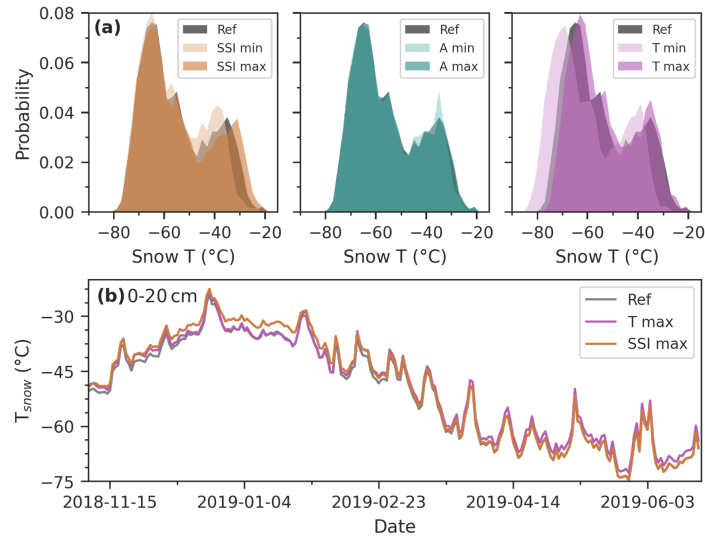 (a)
Ref
SSI min
SSI max
Ref
A min
A max
Ref
T min
T max
Probability
0.08
0.06
0.04
0.02
0.00
−80 −60 −40 −20
−80 −60 −40 −20
−80 −60 −40 −20
Snow T (°C)
Snow T (°C)
Snow T (°C)
(b) 0-20 cm
Ref
T max
SSI max
Tsnow (°C)
−30
−45
−60
−75
2018-11-15 2019-01-04 2019-02-23 2019-04-14 2019-06-03
Date